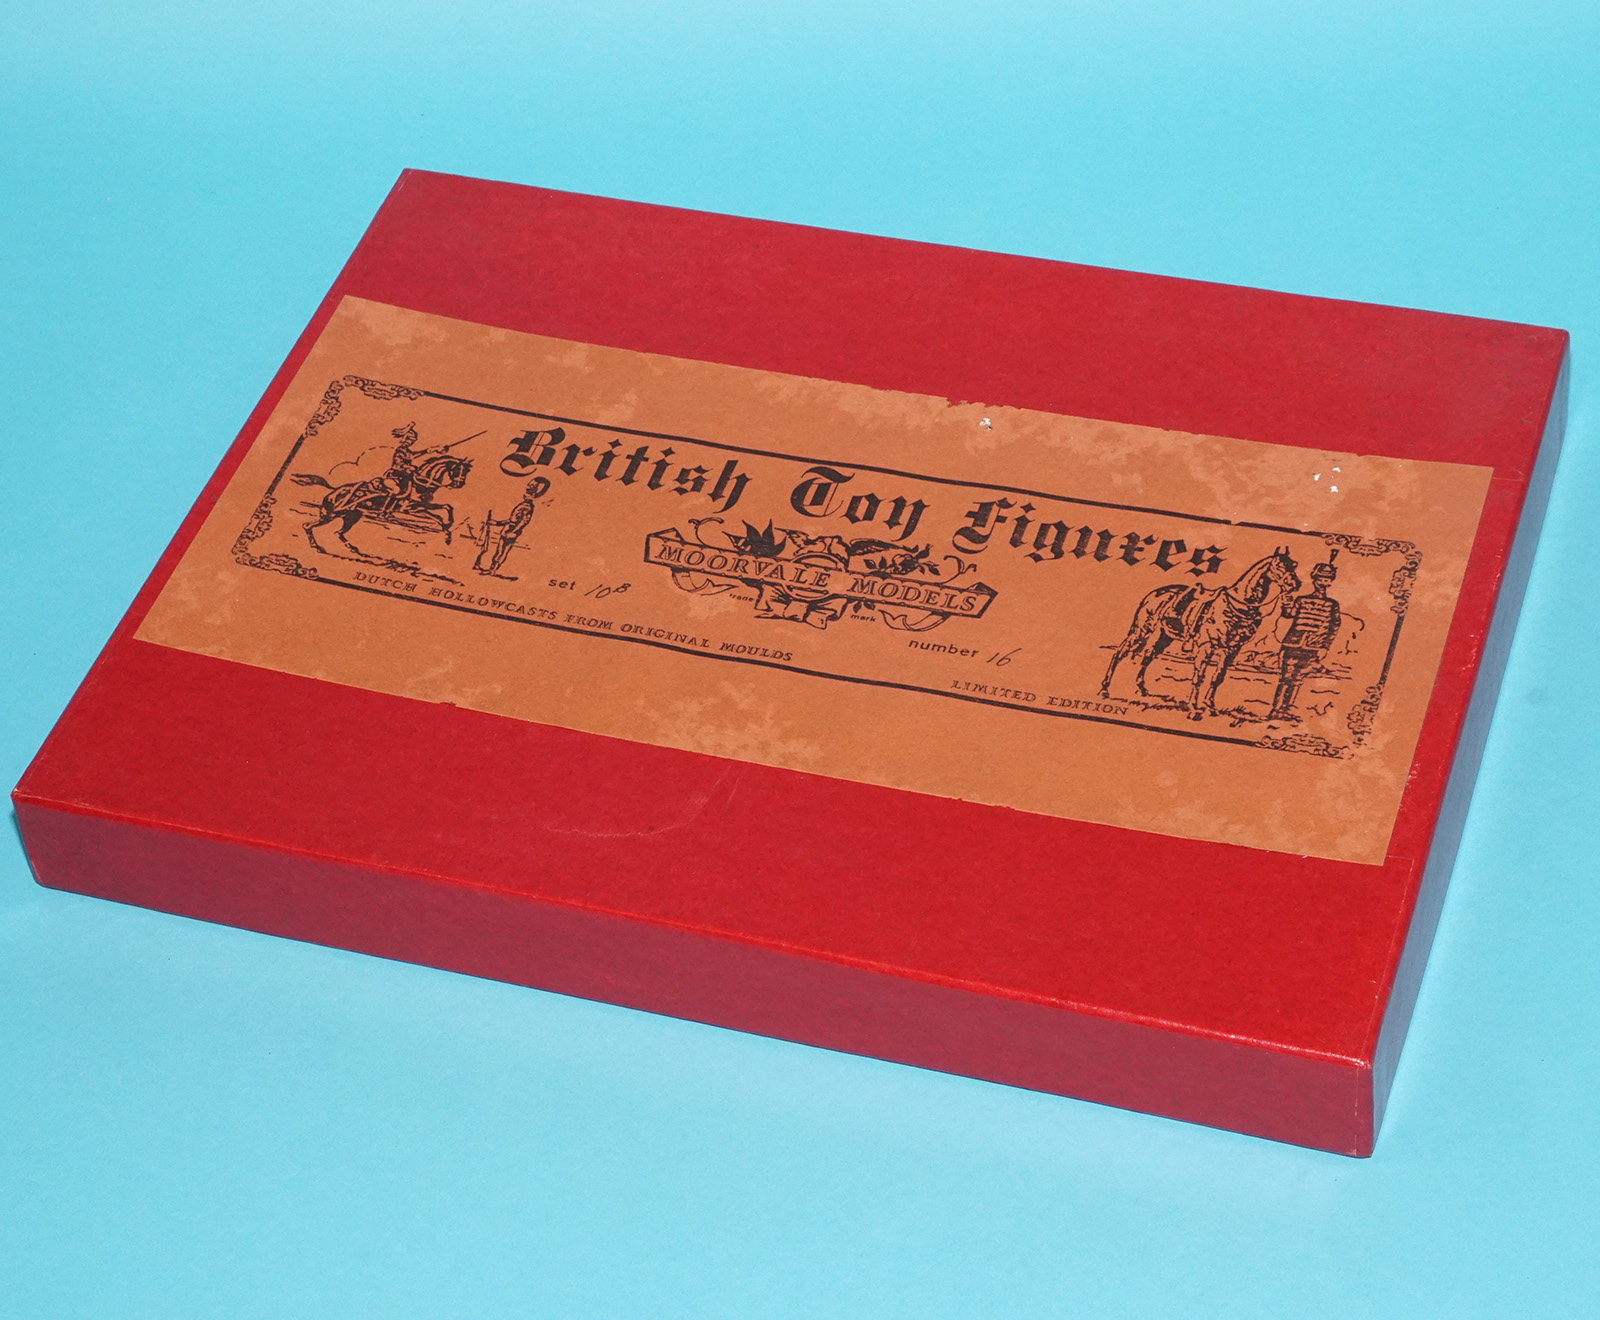 British Toy Figures
MOORVALE MODELS
trade mark
set 10B
number 16
DUTCH HOLLOWCASTS FROM ORIGINAL MOULDS
LIMITED EDITION